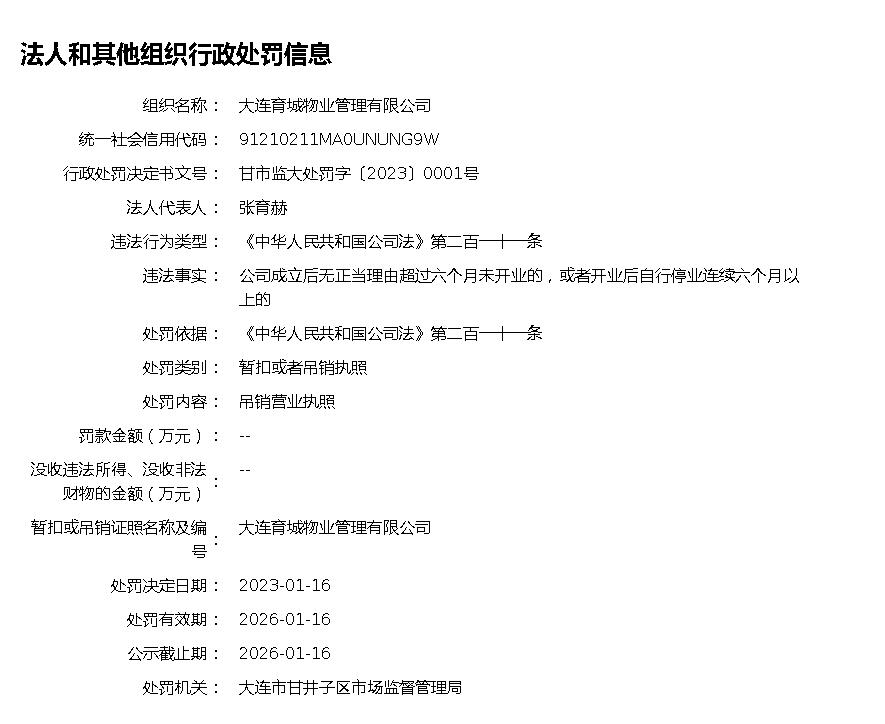 法人和其他组织行政处罚信息
组织名称： 大连育城物业管理有限公司
统一社会信用代码： 91210211MA0UNUNG9W
行政处罚决定书文号： 甘市监大处罚字〔2023〕0001号
法人代表人： 张育赫
违法行为类型： 《中华人民共和国公司法》第二百一十一条
违法事实： 公司成立后无正当理由超过六个月未开业的，或者开业后自行停业连续六个月以
上的
处罚依据： 《中华人民共和国公司法》第二百一十一条
处罚类别： 暂扣或者吊销执照
处罚内容： 吊销营业执照
罚款金额（万元）： --
没收违法所得、没收非法
财物的金额（万元）： --
暂扣或吊销证照名称及编
号： 大连育城物业管理有限公司
处罚决定日期： 2023-01-16
处罚有效期： 2026-01-16
公示截止期： 2026-01-16
处罚机关： 大连市甘井子区市场监督管理局